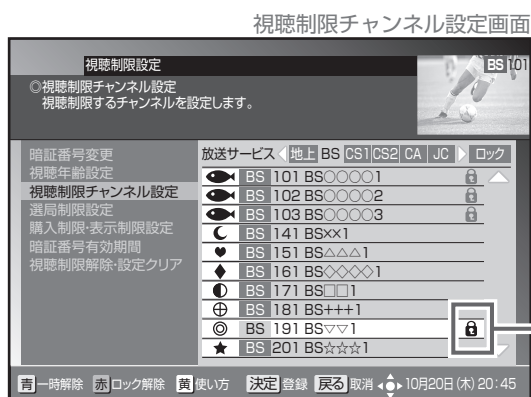 視聴制限チャンネル設定画面
視聴制限設定
BS 101
◎視聴制限チャンネル設定
視聴制限するチャンネルを設定します。
暗証番号変更
視聴年齢設定
視聴制限チャンネル設定
選局制限設定
購入制限・表示制限設定
暗証番号有効期間
視聴制限解除・設定クリア
放送サービス 地上 BS CS1 CS2 CA JC ロック
BS 101 BS○○○○1
BS 102 BS○○○○2
BS 103 BS○○○○3
BS 141 BS××1
BS 151 BS△△△1
BS 161 BS◇◇◇◇1
BS 171 BS□□1
BS 181 BS+++1
BS 191 BS▽▽1
BS 201 BS☆☆☆1
青 一時解除 赤 ロック解除 黄 使い方 決定 登録 戻る 取消 10月20日(木) 20:45